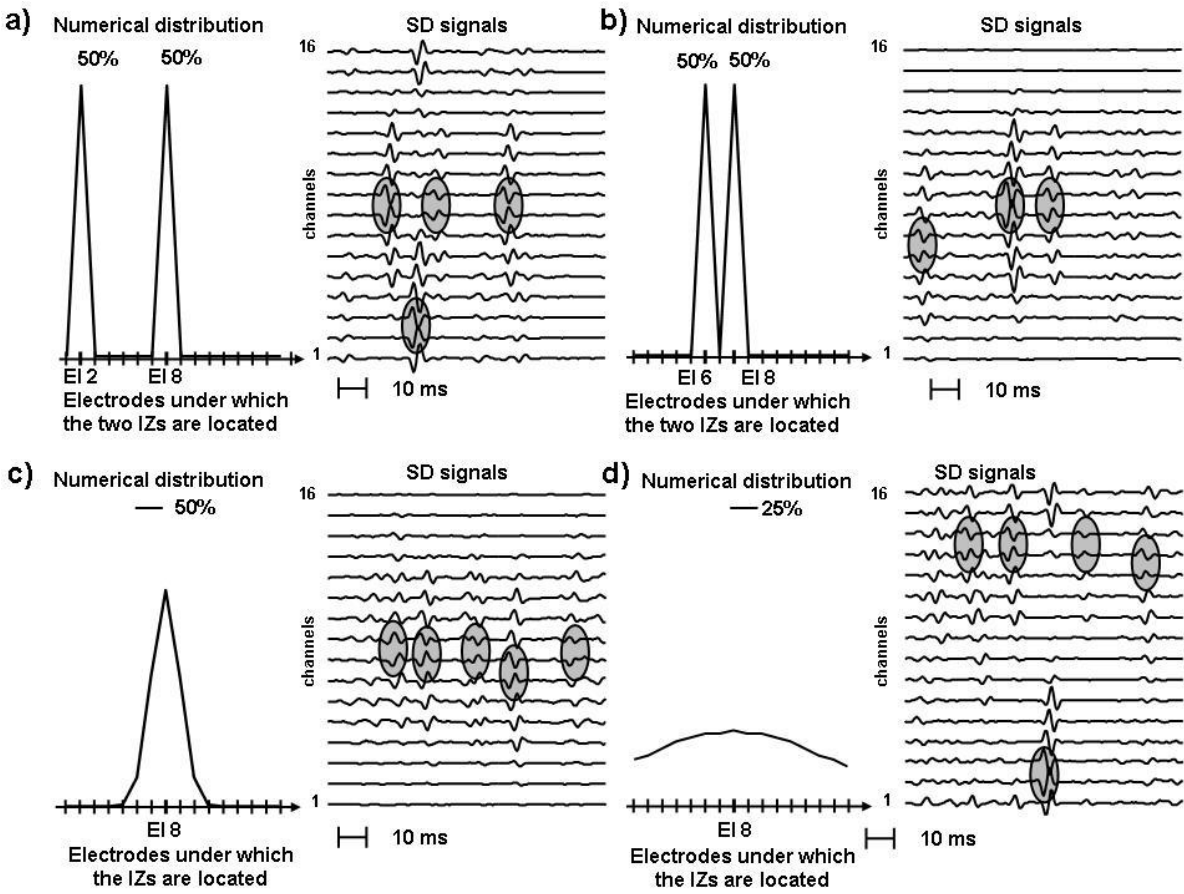 a)
Numerical distribution
50%
50%
SD signals
16
channels
1
El 2
El 8
10 ms
Electrodes under which
the two IZs are located
b)
Numerical distribution
50%
50%
SD signals
16
channels
1
El 6
El 8
10 ms
Electrodes under which
the two IZs are located
c)
Numerical distribution
50%
SD signals
16
channels
1
El 8
10 ms
Electrodes under which
the IZs are located
d)
Numerical distribution
25%
SD signals
16
channels
1
El 8
10 ms
Electrodes under which
the IZs are located